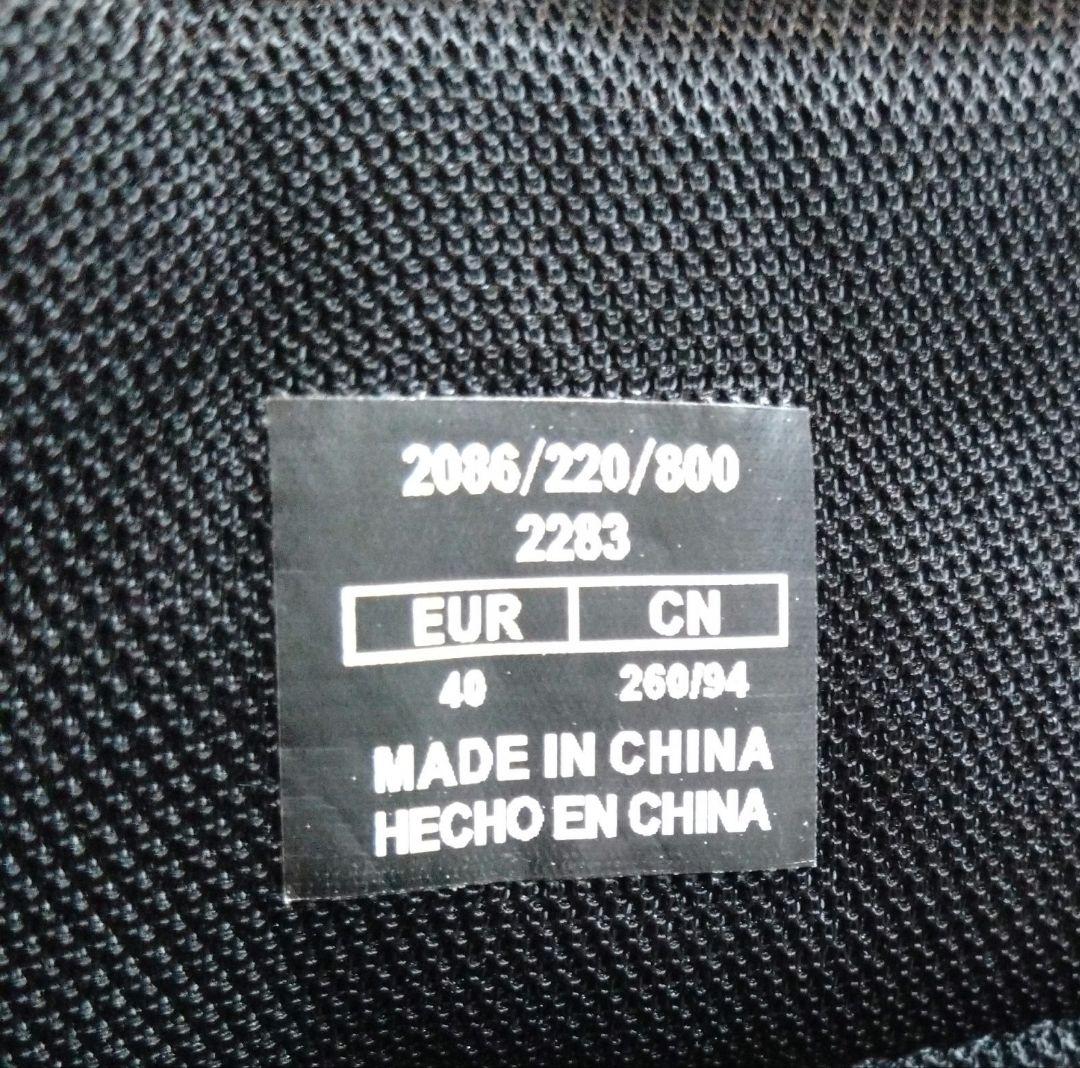 2086/220/800
2283
EUR CN
40 260/94
MADE IN CHINA
HECHO EN CHINA